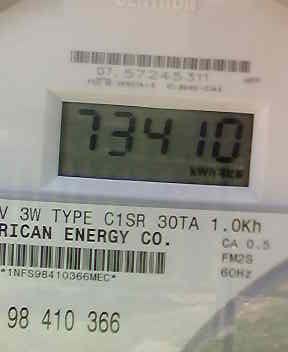 CENTRON
07. 57245311
73410
kWh
V 3W TYPE C1SR 30TA 1.0Kh
RICAN ENERGY CO.
CA 0.5
FM2S
60Hz
*1NFS98410366MEC*
98 410 366